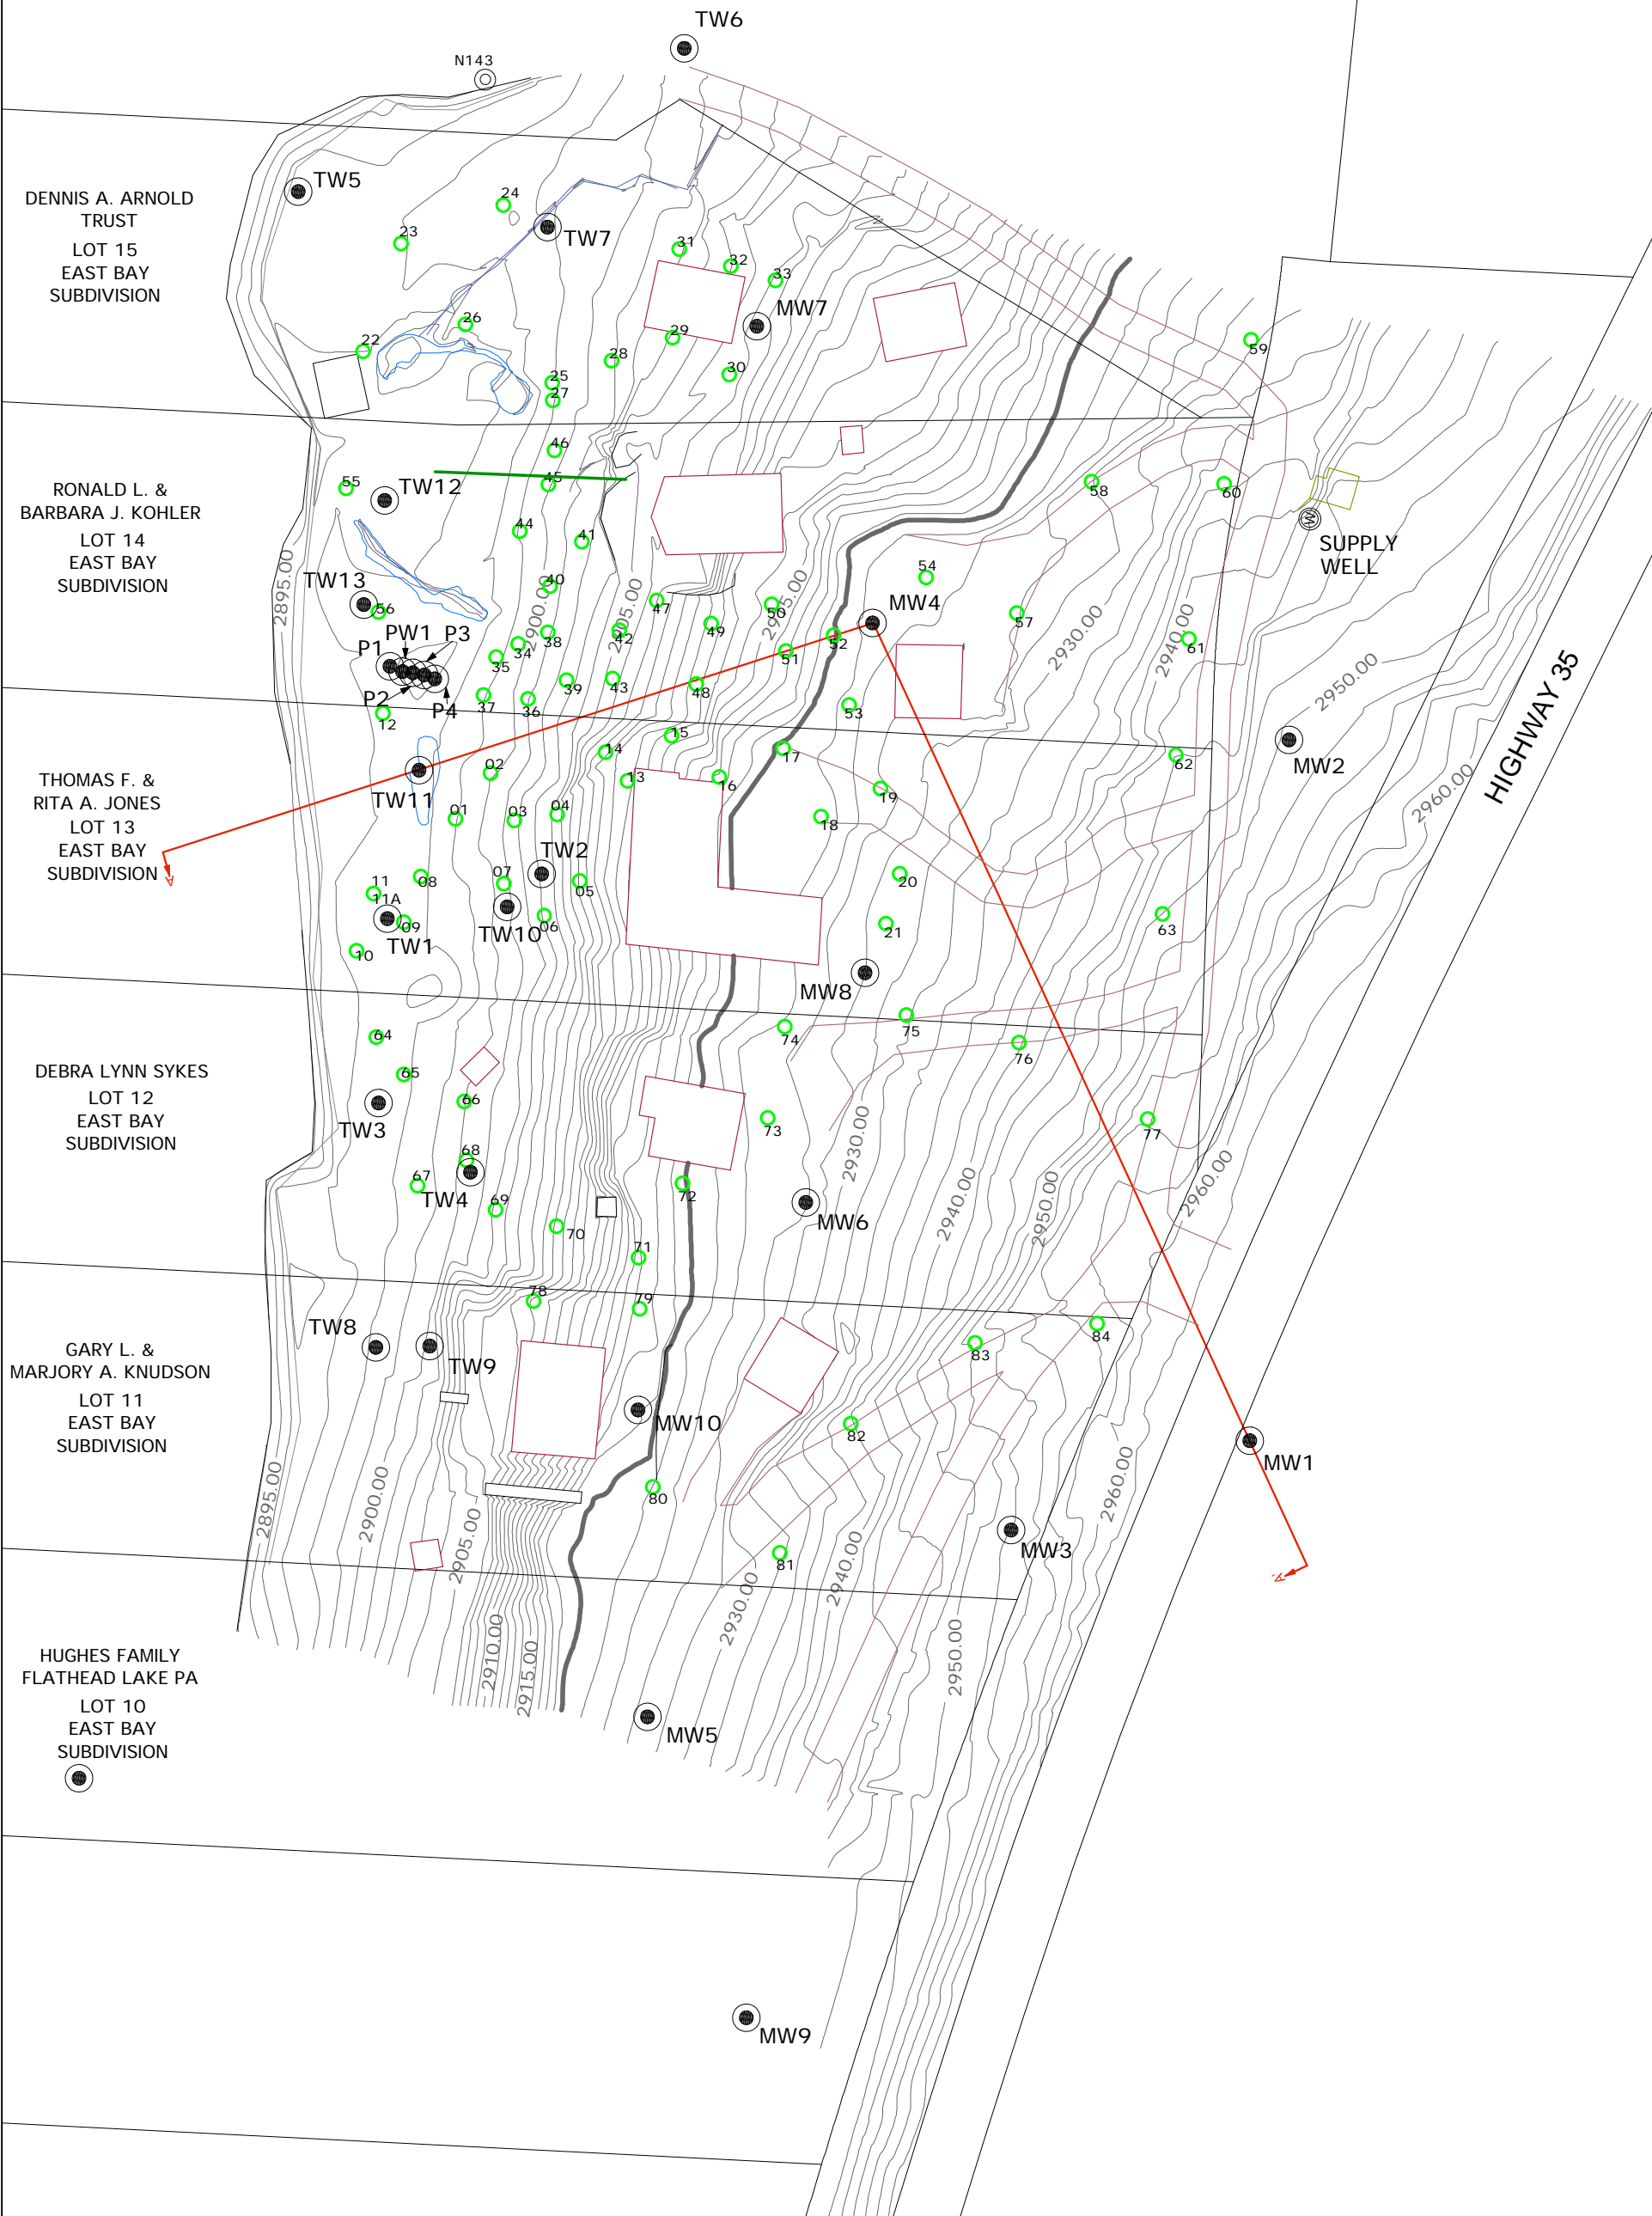 TW6
N143
TW5
DENNIS A. ARNOLD
TRUST
LOT 15
EAST BAY
SUBDIVISION
24
TW7
23
31
32
33
MW7
26
22
29
28
30
25
27
59
46
45
RONALD L. &
BARBARA J. KOHLER
LOT 14
EAST BAY
SUBDIVISION
55
TW12
44
41
58
60
SUPPLY
WELL
W
54
MW4
2895.00
TW13
56
40
2900.00
2905.00
47
50
2905.00
57
2930.00
2940.00
61
P1
PW1
P3
P2
P4
38
34
35
42
49
52
51
39
43
48
37
36
53
12
2950.00
HIGHWAY 35
15
14
17
62
MW2
THOMAS F. &
RITA A. JONES
LOT 13
EAST BAY
SUBDIVISION
A
TW11
02
13
16
19
01
03
04
18
2960.00
TW2
08
07
05
20
11
11A
09
TW1
TW10
06
21
63
10
MW8
75
74
76
64
DEBRA LYNN SYKES
LOT 12
EAST BAY
SUBDIVISION
65
66
TW3
73
2930.00
77
68
67
TW4
69
72
MW6
2940.00
2950.00
2960.00
70
71
78
79
84
83
GARY L. &
MARJORY A. KNUDSON
LOT 11
EAST BAY
SUBDIVISION
TW8
TW9
MW10
82
MW1
80
2895.00
2900.00
2905.00
2960.00
MW3
81
2930.00
2940.00
A'
HUGHES FAMILY
FLATHEAD LAKE PA
LOT 10
EAST BAY
SUBDIVISION
2910.00
2915.00
2950.00
MW5
MW9